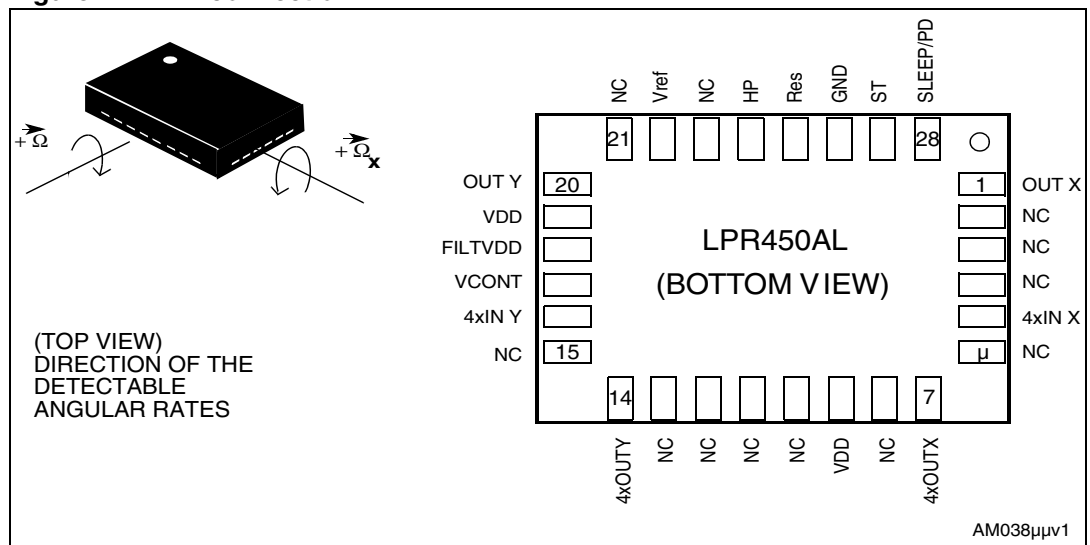 + Ω
+ Ωx
(TOP VIEW)
DIRECTION OF THE
DETECTABLE
ANGULAR RATES
NC
Vref
NC
HP
Res
GND
ST
SLEEP/PD
21
28
OUT Y
20
1
OUT X
VDD
NC
FILTVDD
NC
VCONT
NC
4xIN Y
4xIN X
NC
15
µ
NC
LPR450AL
(BOTTOM VIEW)
14
7
4xOUTY
NC
NC
NC
NC
VDD
NC
4xOUTX
AM038µµv1